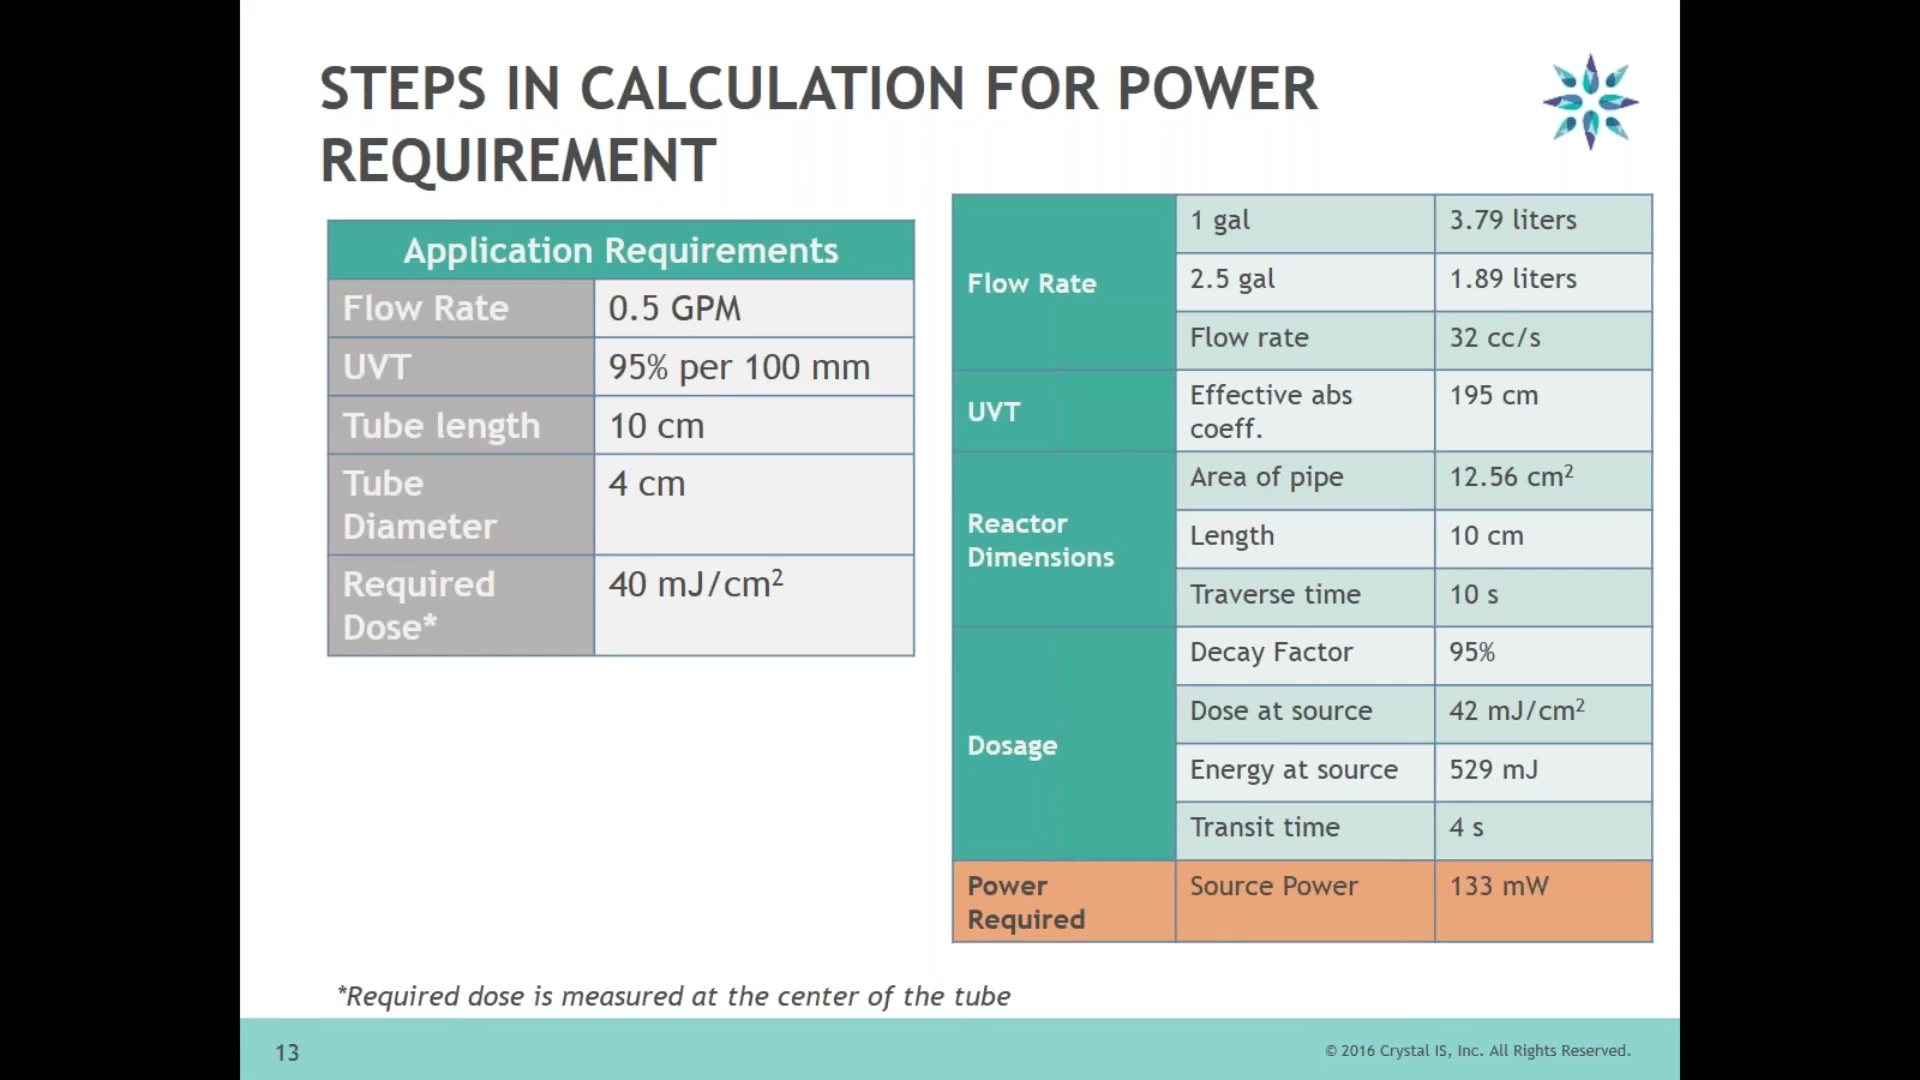 STEPS IN CALCULATION FOR POWER
REQUIREMENT
Application Requirements
Flow Rate 0.5 GPM
UVT 95% per 100 mm
Tube length 10 cm
Tube 4 cm
Diameter
Required 40 mJ/cm²
Dose*
Flow Rate
1 gal 3.79 liters
2.5 gal 1.89 liters
Flow rate 32 cc/s
UVT
Effective abs 195 cm
coeff.
Reactor
Dimensions
Area of pipe 12.56 cm²
Length 10 cm
Traverse time 10 s
Dosage
Decay Factor 95%
Dose at source 42 mJ/cm²
Energy at source 529 mJ
Transit time 4 s
Power Source Power 133 mW
Required
*Required dose is measured at the center of the tube
13
© 2016 Crystal IS, Inc. All Rights Reserved.